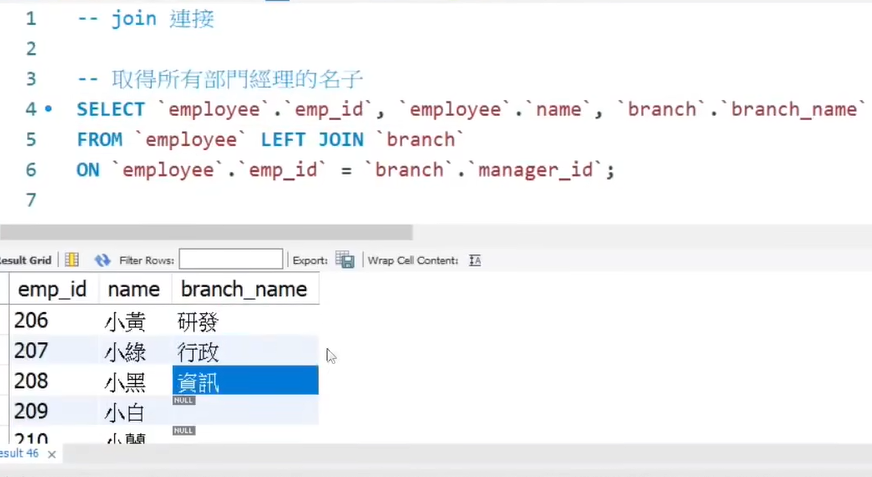 1 -- join 連接
2
3 -- 取得所有部門經理的名子
4 SELECT `employee`.`emp_id`, `employee`.`name`, `branch`.`branch_name`
5 FROM `employee` LEFT JOIN `branch`
6 ON `employee`.`emp_id` = `branch`.`manager_id`;
7
esult Grid Filter Rows: Export: Wrap Cell Content:
emp_id name branch_name
206 小黃 研發
207 小綠 行政
208 小黑 資訊
209 小白 NULL
210 小蘭 NULL
esult 46